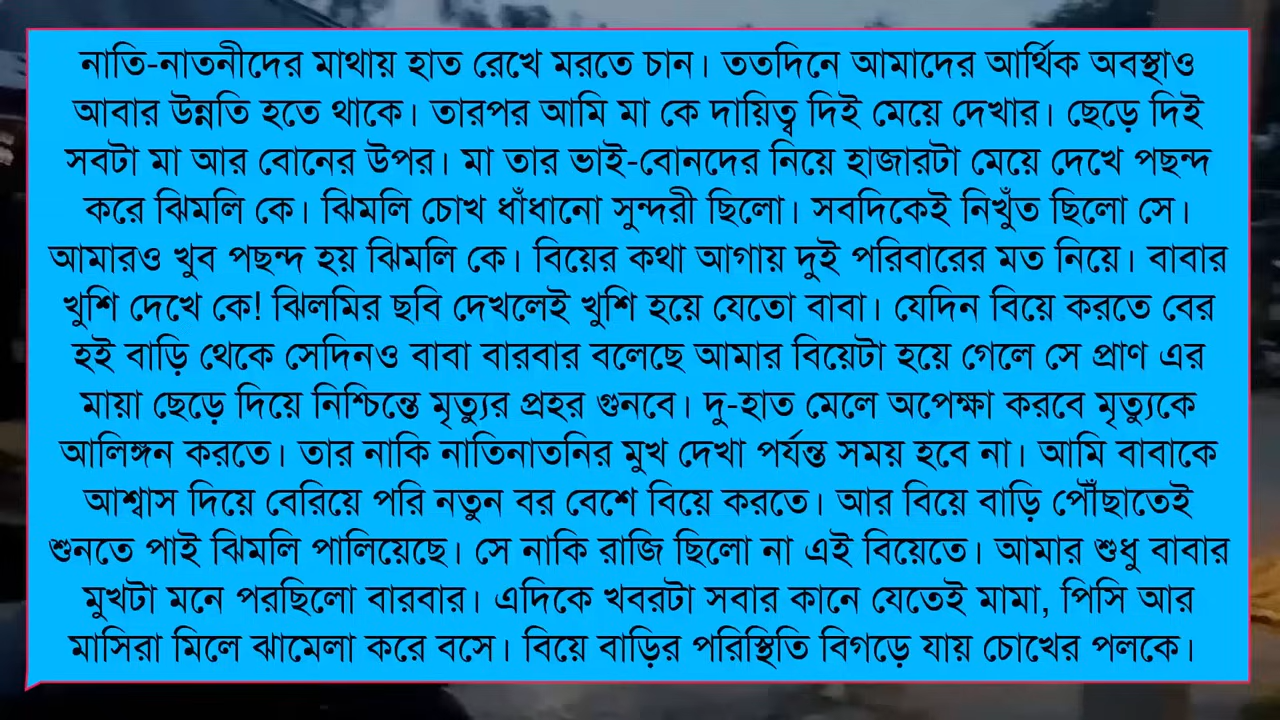 নাতি-নাতনীদের মাথায় হাত রেখে মরতে চান। ততদিনে আমাদের আর্থিক অবস্থাও
আবার উন্নতি হতে থাকে। তারপর আমি মা কে দায়িত্ব দিই মেয়ে দেখার। ছেড়ে দিই
সবটা মা আর বোনের উপর। মা তার ভাই-বোনদের নিয়ে হাজারটা মেয়ে দেখে পছন্দ
করে ঝিমলি কে। ঝিমলি চোখ ধাঁধানো সুন্দরী ছিলো। সবদিকেই নিখুঁত ছিলো সে।
আমারও খুব পছন্দ হয় ঝিমলি কে। বিয়ের কথা আগায় দুই পরিবারের মত নিয়ে। বাবার
খুশি দেখে কে! ঝিলমির ছবি দেখলেই খুশি হয়ে যেতো বাবা। যেদিন বিয়ে করতে বের
হই বাড়ি থেকে সেদিনও বাবা বারবার বলেছে আমার বিয়েটা হয়ে গেলে সে প্রাণ এর
মায়া ছেড়ে দিয়ে নিশ্চিন্তে মৃত্যুর প্রহর গুনবে। দু-হাত মেলে অপেক্ষা করবে মৃত্যুকে
আলিঙ্গন করতে। তার নাকি নাতিনাতনির মুখ দেখা পর্যন্ত সময় হবে না। আমি বাবাকে
আশ্বাস দিয়ে বেরিয়ে পরি নতুন বর বেশে বিয়ে করতে। আর বিয়ে বাড়ি পৌঁছাতেই
শুনতে পাই ঝিমলি পালিয়েছে। সে নাকি রাজি ছিলো না এই বিয়েতে। আমার শুধু বাবার
মুখটা মনে পরছিলো বারবার। এদিকে খবরটা সবার কানে যেতেই মামা, পিসি আর
মাসিরা মিলে ঝামেলা করে বসে। বিয়ে বাড়ির পরিস্থিতি বিগড়ে যায় চোখের পলকে।